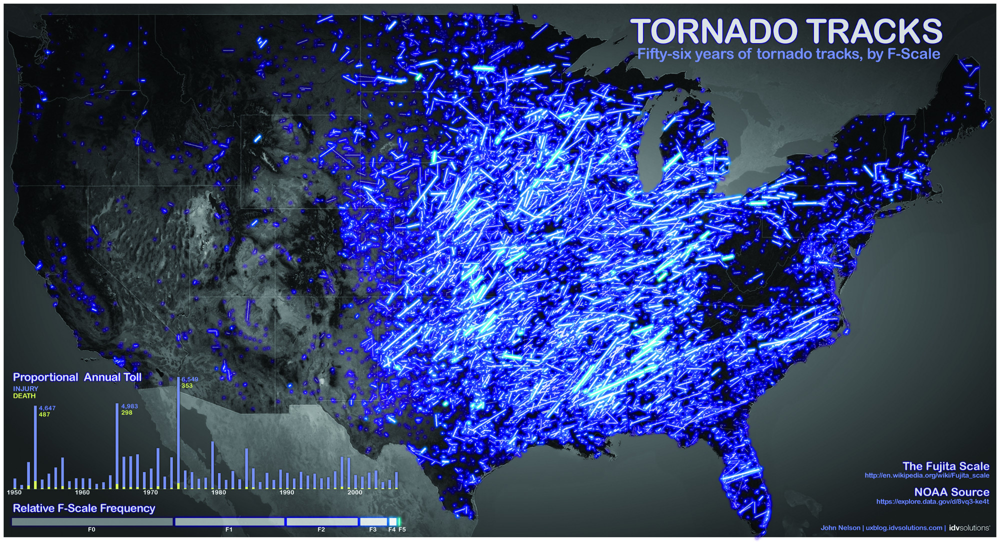 TORNADO TRACKS
Fifty-six years of tornado tracks, by F-Scale
Proportional Annual Toll
INJURY
DEATH
4,647
487
4,983
298
6,549
353
1950 1960 1970 1980 1990 2000
Relative F-Scale Frequency
F0 F1 F2 F3 F4 F5
The Fujita Scale
http://en.wikipedia.org/wiki/Fujita_scale
NOAA Source
https://explore.data.gov/d/8vq3-ke4t
John Nelson | uxblog.idvsolutions.com | idvsolutions